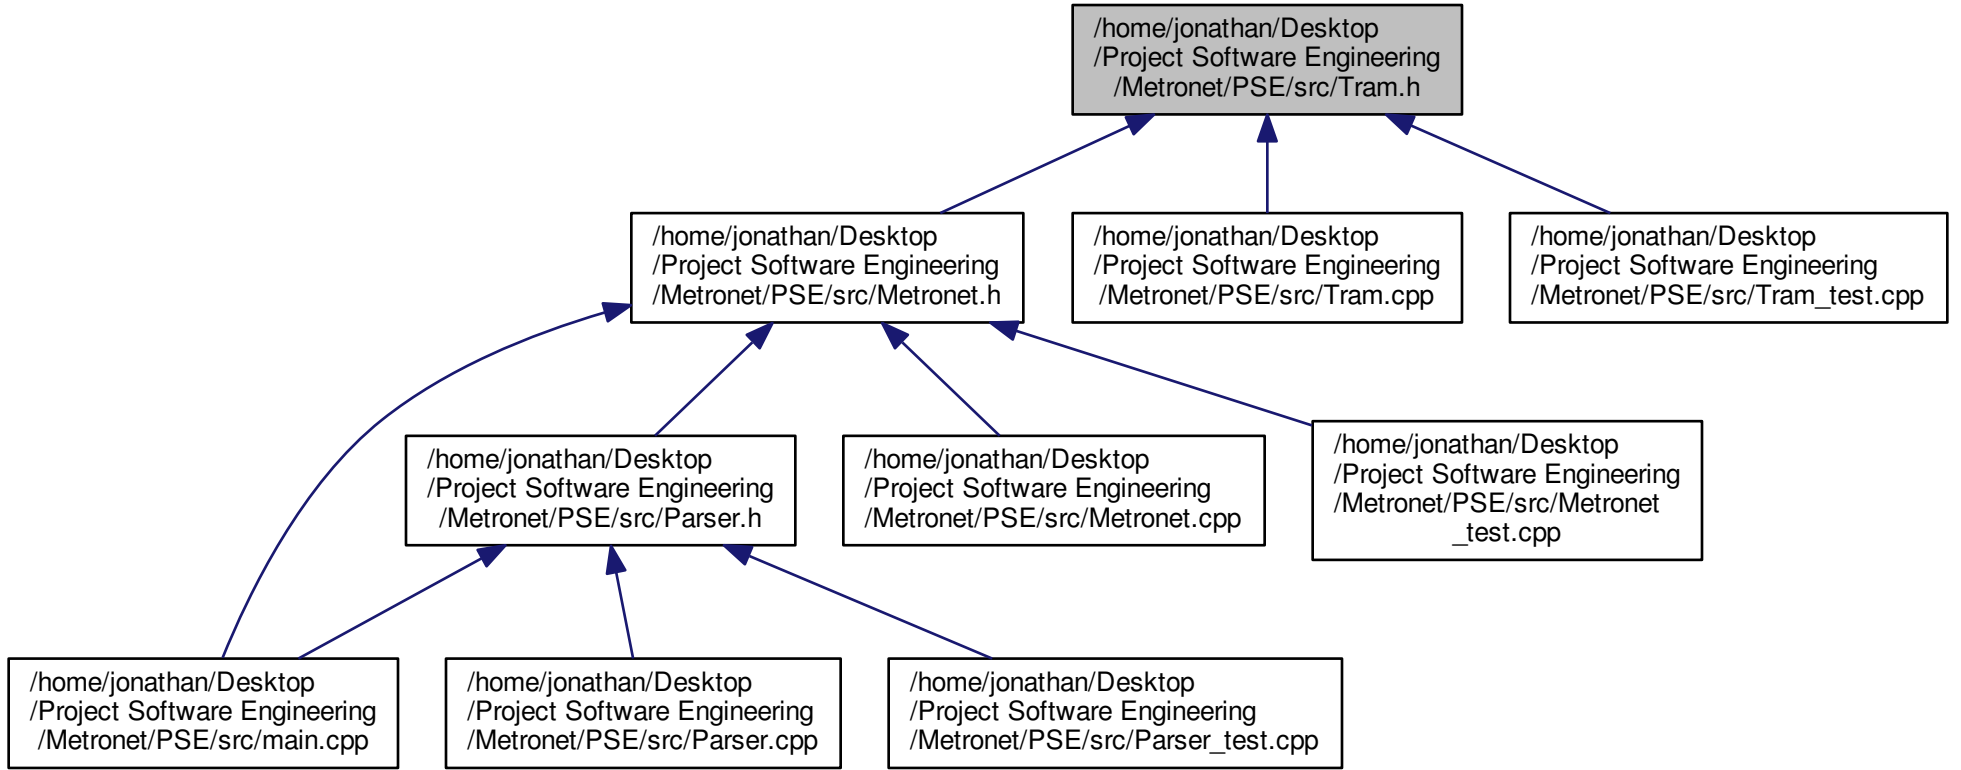 /home/jonathan/Desktop
/Project Software Engineering
/Metronet/PSE/src/Tram.h
/home/jonathan/Desktop
/Project Software Engineering
/Metronet/PSE/src/Metronet.h
/home/jonathan/Desktop
/Project Software Engineering
/Metronet/PSE/src/Tram.cpp
/home/jonathan/Desktop
/Project Software Engineering
/Metronet/PSE/src/Tram_test.cpp
/home/jonathan/Desktop
/Project Software Engineering
/Metronet/PSE/src/Parser.h
/home/jonathan/Desktop
/Project Software Engineering
/Metronet/PSE/src/Metronet.cpp
/home/jonathan/Desktop
/Project Software Engineering
/Metronet/PSE/src/Metronet
_test.cpp
/home/jonathan/Desktop
/Project Software Engineering
/Metronet/PSE/src/main.cpp
/home/jonathan/Desktop
/Project Software Engineering
/Metronet/PSE/src/Parser.cpp
/home/jonathan/Desktop
/Project Software Engineering
/Metronet/PSE/src/Parser_test.cpp